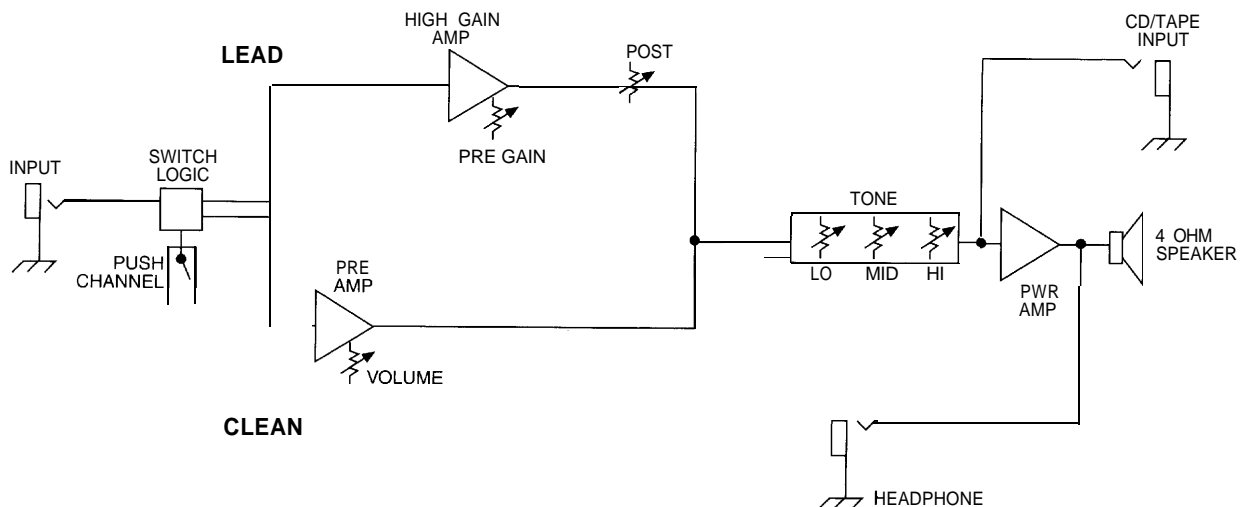 HIGH GAIN
AMP
LEAD
POST
CD/TAPE
INPUT
PRE GAIN
INPUT
SWITCH
LOGIC
TONE
PUSH
CHANNEL
PRE
AMP
LO
MID
HI
4 OHM
SPEAKER
PWR
AMP
VOLUME
CLEAN
HEADPHONE